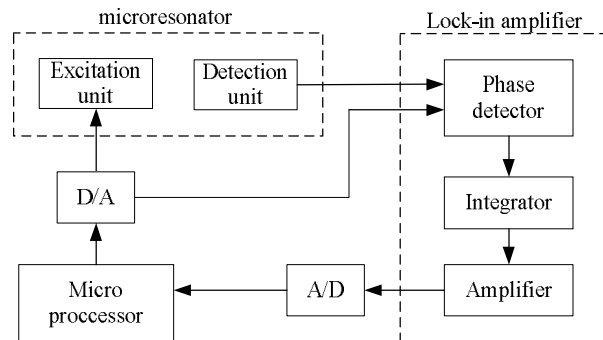 microresonator
Lock-in amplifier
Excitation
unit
Detection
unit
Phase
detector
D/A
Integrator
Micro
proccessor
A/D
Amplifier